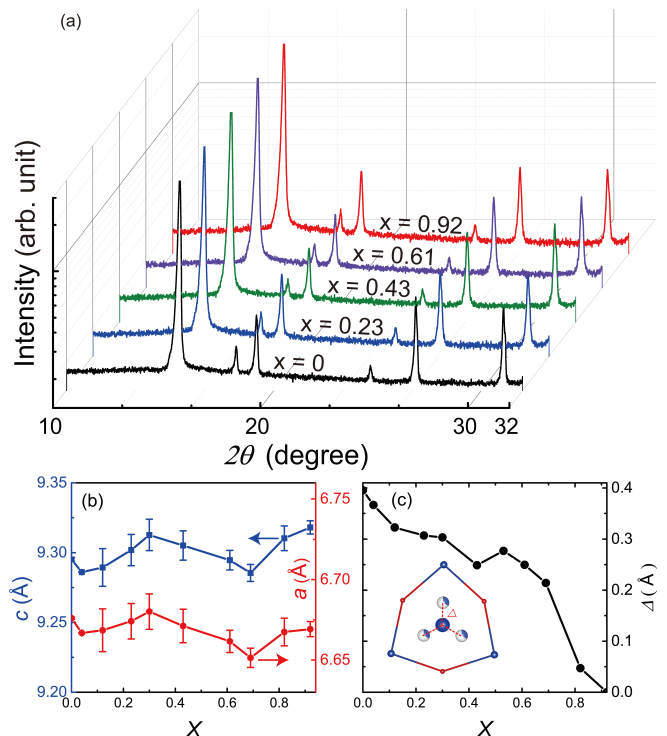 (a)
Intensity (arb. unit)
x = 0.92
x = 0.61
x = 0.43
x = 0.23
x = 0
10 20 30 32
2θ (degree)
(b)
c (Å)
9.35
9.30
9.25
9.20
a (Å)
6.75
6.70
6.65
0.0 0.2 0.4 0.6 0.8
X
(c)
Δ
Δ (Å)
0.4
0.3
0.2
0.1
0.0
0.0 0.2 0.4 0.6 0.8
X